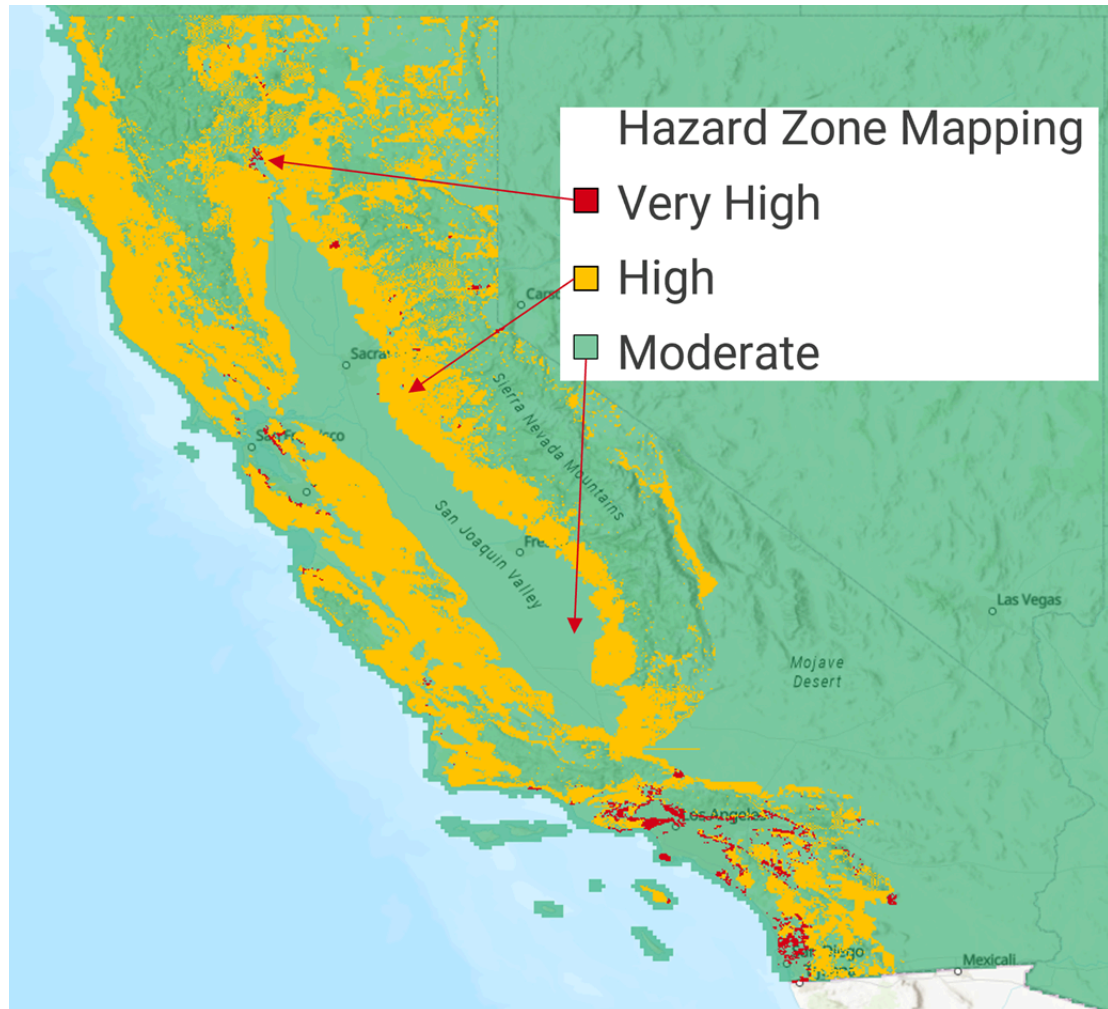 Hazard Zone Mapping
Very High
High
Moderate
Sierra Nevada Mountains
San Joaquin Valley
Las Vegas
Mojave
Desert
Los Angeles
Mexicali